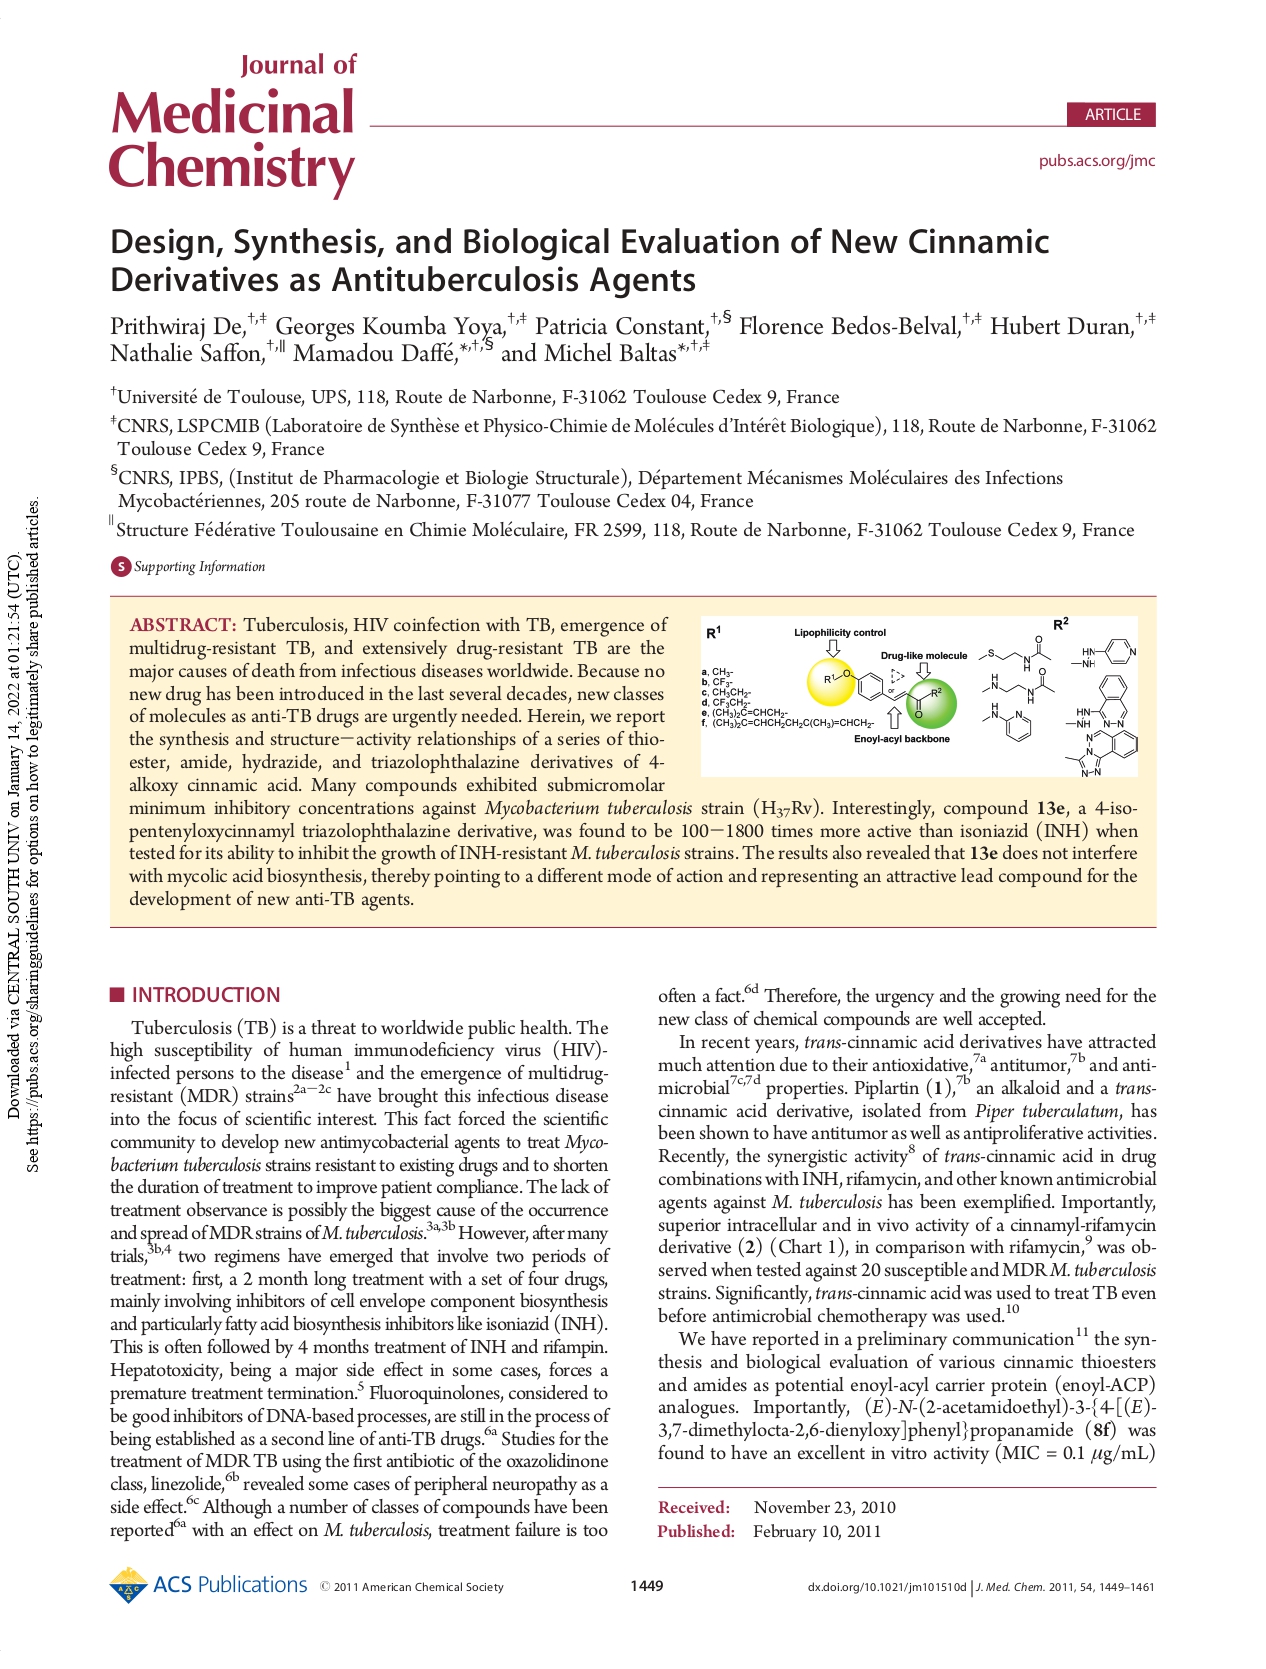 Journal of
Medicinal
Chemistry
ARTICLE
pubs.acs.org/jmc
Design, Synthesis, and Biological Evaluation of New Cinnamic
Derivatives as Antituberculosis Agents
Prithwiraj De,†,‡ Georges Koumba Yoya,†,‡ Patricia Constant,†,§ Florence Bedos-Belval,†,‡ Hubert Duran,†,‡
Nathalie Saffon,†,∥ Mamadou Daffé,*,†,§ and Michel Baltas*,†,‡
†Université de Toulouse, UPS, 118, Route de Narbonne, F-31062 Toulouse Cedex 9, France
‡CNRS, LSPCMIB (Laboratoire de Synthèse et Physico-Chimie de Molécules d'Intérêt Biologique), 118, Route de Narbonne, F-31062
Toulouse Cedex 9, France
§CNRS, IPBS, (Institut de Pharmacologie et Biologie Structurale), Département Mécanismes Moléculaires des Infections
Mycobactériennes, 205 route de Narbonne, F-31077 Toulouse Cedex 04, France
∥Structure Fédérative Toulousaine en Chimie Moléculaire, FR 2599, 118, Route de Narbonne, F-31062 Toulouse Cedex 9, France
S Supporting Information
ABSTRACT: Tuberculosis, HIV coinfection with TB, emergence of
multidrug-resistant TB, and extensively drug-resistant TB are the
major causes of death from infectious diseases worldwide. Because no
new drug has been introduced in the last several decades, new classes
of molecules as anti-TB drugs are urgently needed. Herein, we report
the synthesis and structure−activity relationships of a series of thio-
ester, amide, hydrazide, and triazolophthalazine derivatives of 4-
alkoxy cinnamic acid. Many compounds exhibited submicromolar
minimum inhibitory concentrations against Mycobacterium tuberculosis strain (H37Rv). Interestingly, compound 13e, a 4-iso-
pentenyloxycinnamyl triazolophthalazine derivative, was found to be 100−1800 times more active than isoniazid (INH) when
tested for its ability to inhibit the growth of INH-resistant M. tuberculosis strains. The results also revealed that 13e does not interfere
with mycolic acid biosynthesis, thereby pointing to a different mode of action and representing an attractive lead compound for the
development of new anti-TB agents.
R1
Lipophilicity control
R2
Drug-like molecule
a, CH3-
b, CF3-
c, CH3CH2-
d, CF3CH2-
e, (CH3)2C=CHCH2-
f, (CH3)2C=CHCH2CH2C(CH3)=CHCH2-
R1
O
or
R2
O
Enoyl-acyl backbone
S
N
H
O
HN
NH
N
H
N
N
H
O
H
N
N
HN
NH
N
N
N
N
N
N
■ INTRODUCTION
Tuberculosis (TB) is a threat to worldwide public health. The
high susceptibility of human immunodeficiency virus (HIV)-
infected persons to the disease1 and the emergence of multidrug-
resistant (MDR) strains2a−2c have brought this infectious disease
into the focus of scientific interest. This fact forced the scientific
community to develop new antimycobacterial agents to treat Myco-
bacterium tuberculosis strains resistant to existing drugs and to shorten
the duration of treatment to improve patient compliance. The lack of
treatment observance is possibly the biggest cause of the occurrence
and spread of MDR strains of M. tuberculosis.3a,3b However, after many
trials,3b,4 two regimens have emerged that involve two periods of
treatment: first, a 2 month long treatment with a set of four drugs,
mainly involving inhibitors of cell envelope component biosynthesis
and particularly fatty acid biosynthesis inhibitors like isoniazid (INH).
This is often followed by 4 months treatment of INH and rifampin.
Hepatotoxicity, being a major side effect in some cases, forces a
premature treatment termination.5 Fluoroquinolones, considered to
be good inhibitors of DNA-based processes, are still in the process of
being established as a second line of anti-TB drugs.6a Studies for the
treatment of MDR TB using the first antibiotic of the oxazolidinone
class, linezolide,6b revealed some cases of peripheral neuropathy as a
side effect.6c Although a number of classes of compounds have been
reported6a with an effect on M. tuberculosis, treatment failure is too
often a fact.6d Therefore, the urgency and the growing need for the
new class of chemical compounds are well accepted.
In recent years, trans-cinnamic acid derivatives have attracted
much attention due to their antioxidative,7a antitumor,7b and anti-
microbial7c,7d properties. Piplartin (1),7b an alkaloid and a trans-
cinnamic acid derivative, isolated from Piper tuberculatum, has
been shown to have antitumor as well as antiproliferative activities.
Recently, the synergistic activity8 of trans-cinnamic acid in drug
combinations with INH, rifamycin, and other known antimicrobial
agents against M. tuberculosis has been exemplified. Importantly,
superior intracellular and in vivo activity of a cinnamyl-rifamycin
derivative (2) (Chart 1), in comparison with rifamycin,9 was ob-
served when tested against 20 susceptible and MDR M. tuberculosis
strains. Significantly, trans-cinnamic acid was used to treat TB even
before antimicrobial chemotherapy was used.10
We have reported in a preliminary communication11 the syn-
thesis and biological evaluation of various cinnamic thioesters
and amides as potential enoyl-acyl carrier protein (enoyl-ACP)
analogues. Importantly, (E)-N-(2-acetamidoethyl)-3-{4-[(E)-
3,7-dimethylocta-2,6-dienyloxy]phenyl}propanamide (8f) was
found to have an excellent in vitro activity (MIC = 0.1 μg/mL)
Received: November 23, 2010
Published: February 10, 2011
ACS Publications © 2011 American Chemical Society
1449
dx.doi.org/10.1021/jm101510d | J. Med. Chem. 2011, 54, 1449–1461
Downloaded via CENTRAL SOUTH UNIV on January 14, 2022 at 01:21:54 (UTC).
See https://pubs.acs.org/sharingguidelines for options on how to legitimately share published articles.